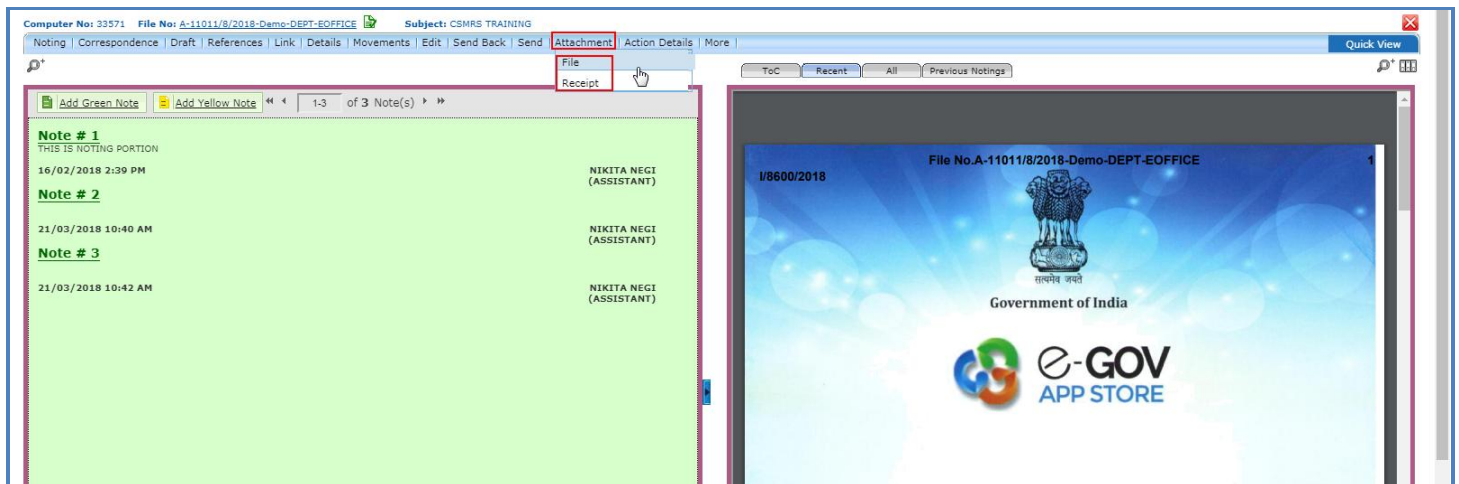 Computer No: 33571 File No: A-11011/8/2018-Demo-DEPT-EOFFICE Subject: CSMRS TRAINING
Noting | Correspondence | Draft | References | Link | Details | Movements | Edit | Send Back | Send | Attachment | Action Details | More |
Quick View
File
Receipt
ToC Recent All Previous Notings
Add Green Note Add Yellow Note 1-3 of 3 Note(s)
Note # 1
THIS IS NOTING PORTION
16/02/2018 2:39 PM NIKITA NEGI
(ASSISTANT)
Note # 2
21/03/2018 10:40 AM NIKITA NEGI
(ASSISTANT)
Note # 3
21/03/2018 10:42 AM NIKITA NEGI
(ASSISTANT)
File No.A-11011/8/2018-Demo-DEPT-EOFFICE 1
I/8600/2018
सत्यमेव जयते
Government of India
e-GOV
APP STORE